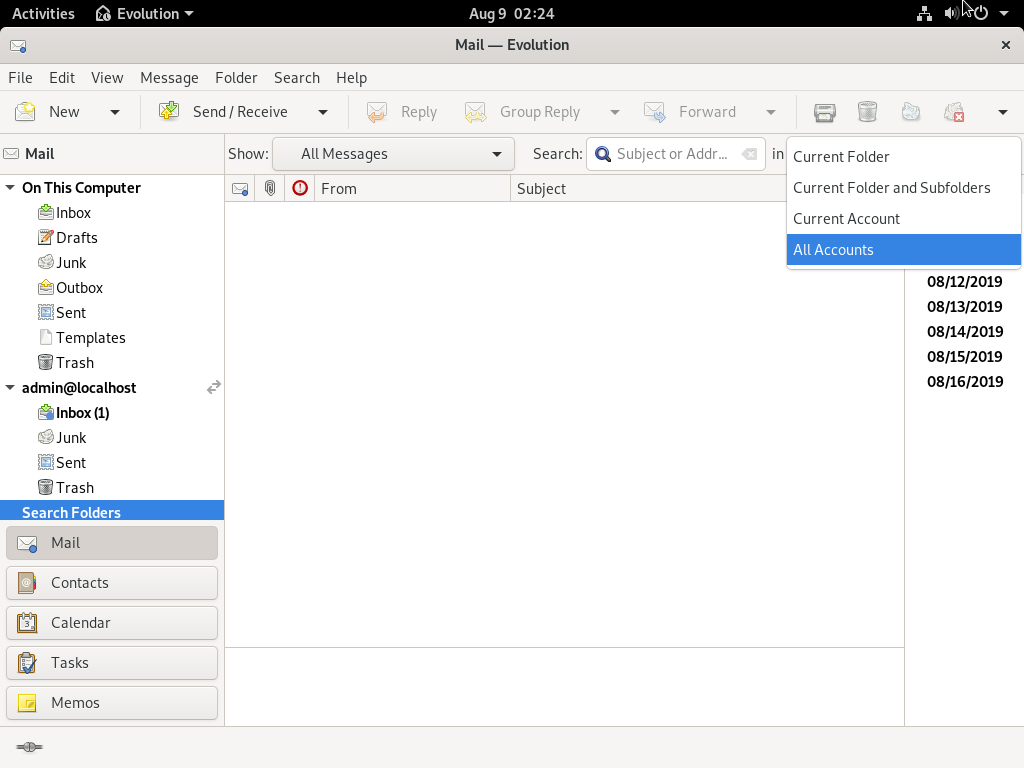 Activities Evolution Aug 9 02:24
Mail — Evolution
File Edit View Message Folder Search Help
New Send / Receive Reply Group Reply Forward
Mail Show: All Messages Search: Subject or Addr... in
Current Folder
Current Folder and Subfolders
Current Account
All Accounts
From Subject
On This Computer
Inbox
Drafts
Junk
Outbox
Sent
Templates
Trash
admin@localhost
Inbox (1)
Junk
Sent
Trash
Search Folders
08/12/2019
08/13/2019
08/14/2019
08/15/2019
08/16/2019
Mail
Contacts
Calendar
Tasks
Memos